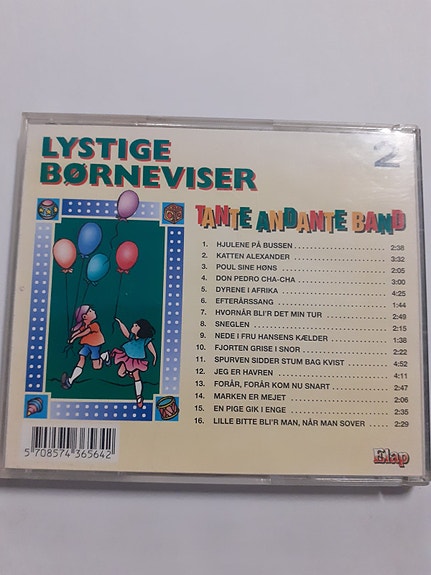 LYSTIGE
BØRNEVISER
2
TANTE ANDANTE BAND
1. HJULENE PÅ BUSSEN 2:38
2. KATTEN ALEXANDER 3:32
3. POUL SINE HØNS 2:05
4. DON PEDRO CHA-CHA 3:00
5. DYRENE I AFRIKA 4:25
6. EFTERÅRSSANG 1:44
7. HVORNÅR BLI'R DET MIN TUR 2:49
8. SNEGLEN 2:15
9. NEDE I FRU HANSENS KÆLDER 1:38
10. FJORTEN GRISE I SNOR 2:22
11. SPURVEN SIDDER STUM BAG KVIST 4:52
12. JEG ER HAVREN 4:11
13. FORÅR, FORÅR KOM NU SNART 2:47
14. MARKEN ER MEJET 2:06
15. EN PIGE GIK I ENGE 2:35
16. LILLE BITTE BLI'R MAN, NÅR MAN SOVER 2:29
5 708574 365642
Elap